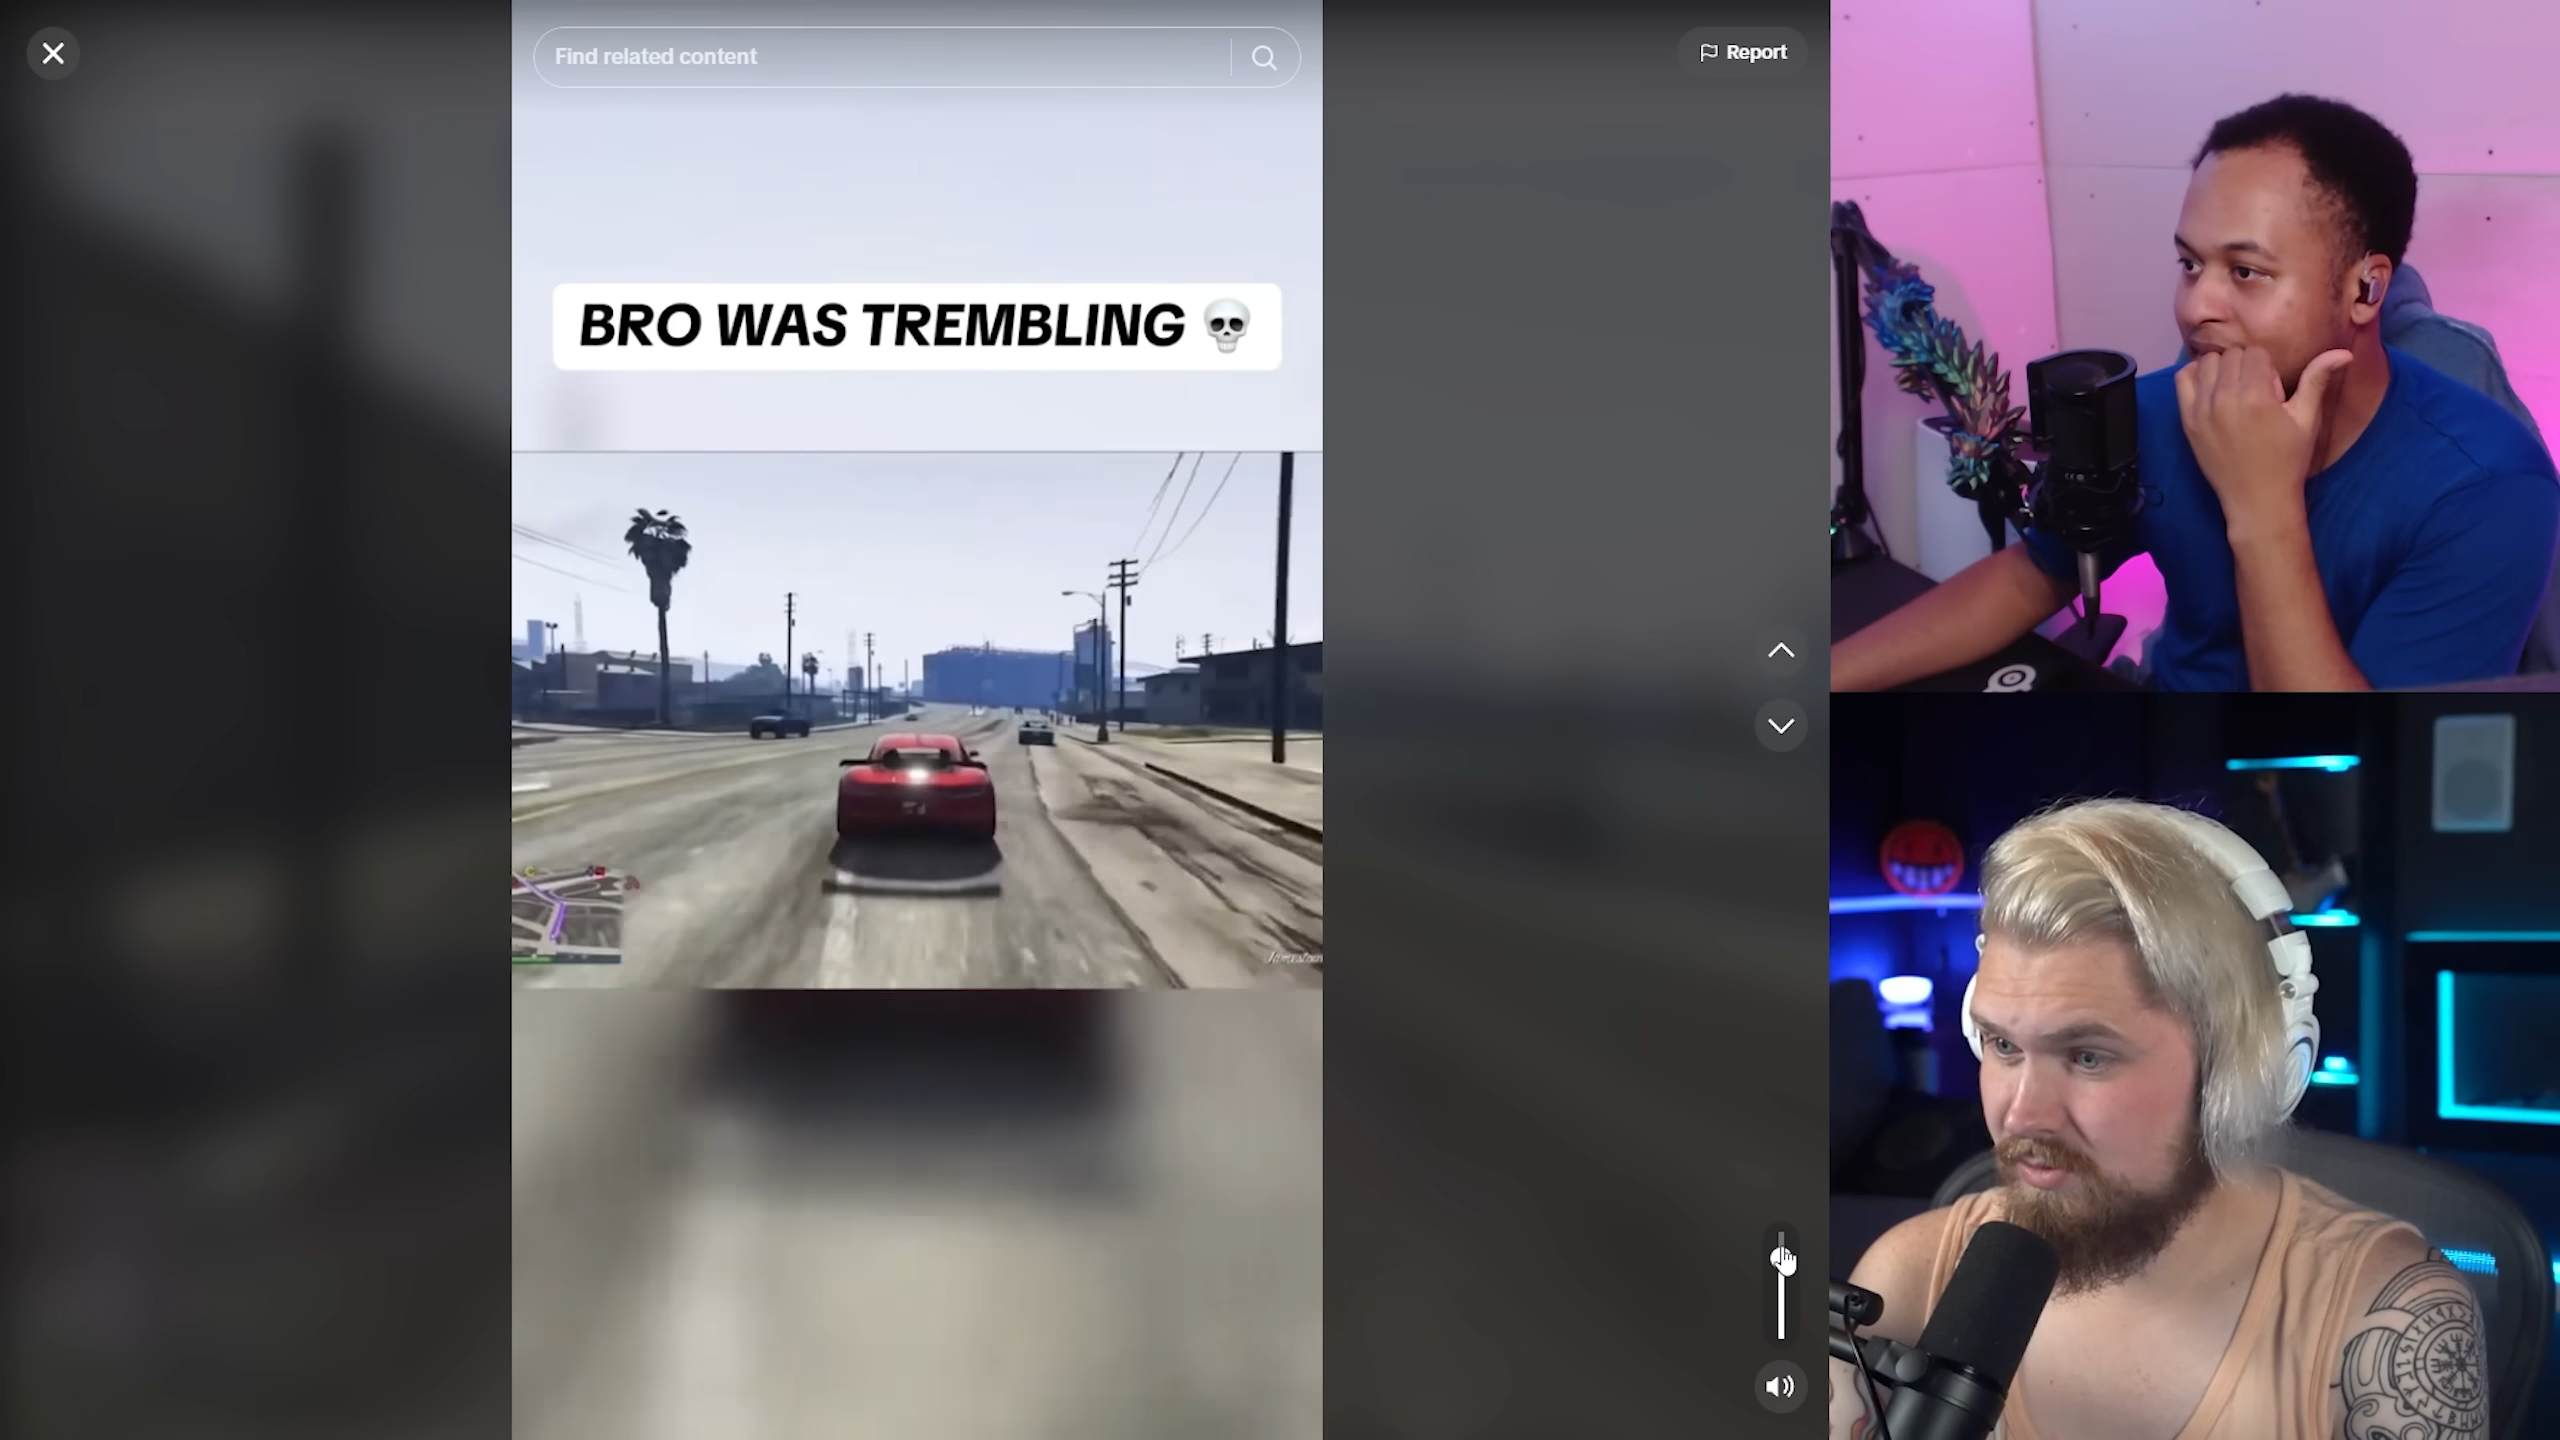 Find related content
Report
BRO WAS TREMBLING 💀